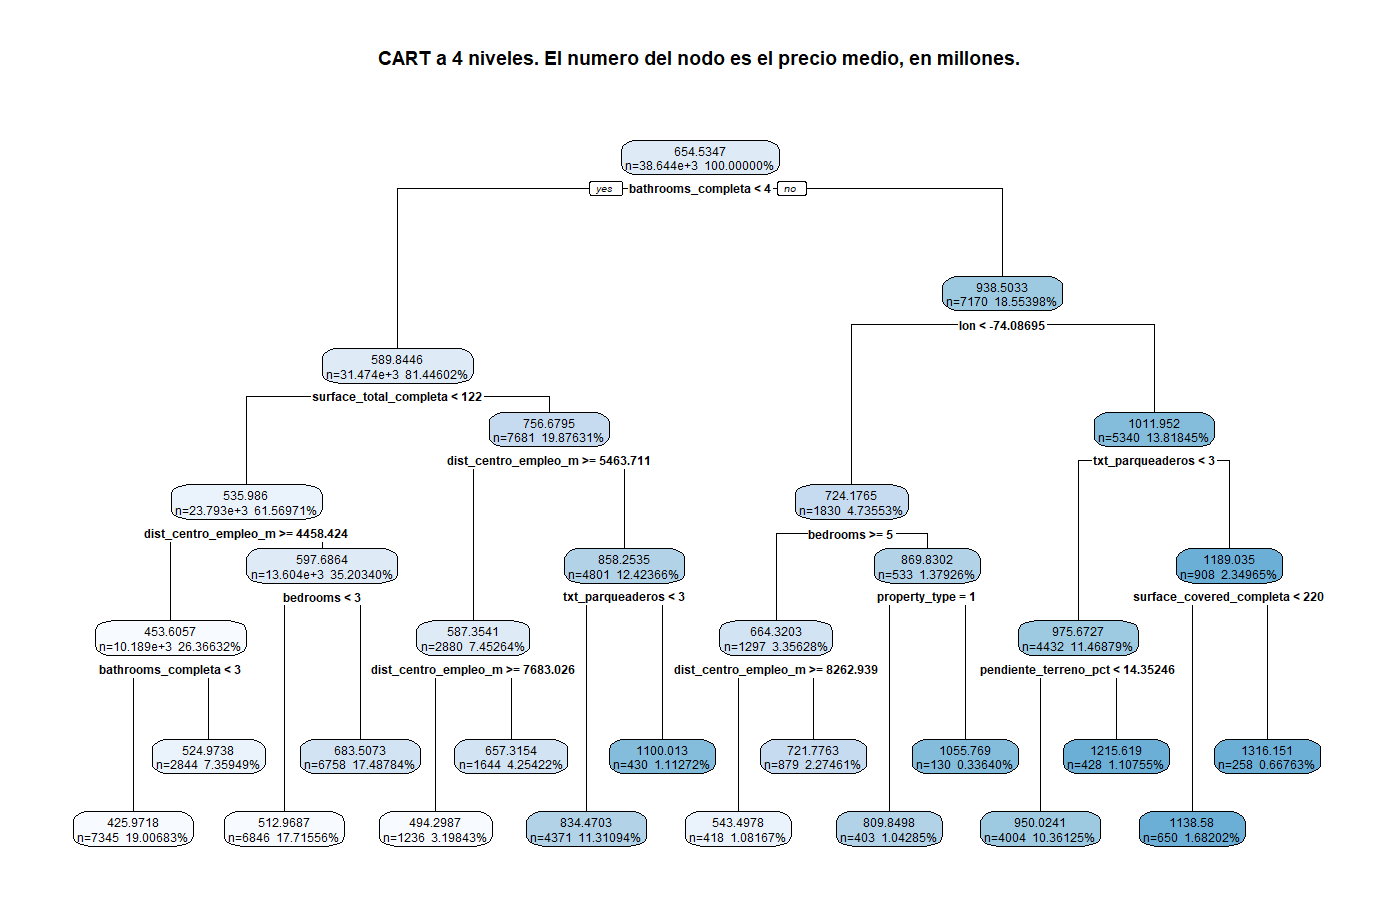 CART a 4 niveles. El numero del nodo es el precio medio, en millones.
654.5347
n=38.644e+3  100.00000%
yes
bathrooms_completa < 4
no
938.5033
n=7170  18.55398%
lon < -74.08695
589.8446
n=31.474e+3  81.44602%
surface_total_completa < 122
756.6795
n=7681  19.87631%
dist_centro_empleo_m >= 5463.711
1011.952
n=5340  13.81845%
txt_parqueaderos < 3
535.986
n=23.793e+3  61.56971%
dist_centro_empleo_m >= 4458.424
724.1765
n=1830  4.73553%
bedrooms >= 5
597.6864
n=13.604e+3  35.20340%
bedrooms < 3
858.2535
n=4801  12.42366%
txt_parqueaderos < 3
869.8302
n=533  1.37926%
property_type = 1
1189.035
n=908  2.34965%
surface_covered_completa < 220
453.6057
n=10.189e+3  26.36632%
bathrooms_completa < 3
587.3541
n=2880  7.45264%
dist_centro_empleo_m >= 7683.026
664.3203
n=1297  3.35628%
dist_centro_empleo_m >= 8262.939
975.6727
n=4432  11.46879%
pendiente_terreno_pct < 14.35246
524.9738
n=2844  7.35949%
683.5073
n=6758  17.48784%
657.3154
n=1644  4.25422%
1100.013
n=430  1.11272%
721.7763
n=879  2.27461%
1055.769
n=130  0.33640%
1215.619
n=428  1.10755%
1316.151
n=258  0.66763%
425.9718
n=7345  19.00683%
512.9687
n=6846  17.71556%
494.2987
n=1236  3.19843%
834.4703
n=4371  11.31094%
543.4978
n=418  1.08167%
809.8498
n=403  1.04285%
950.0241
n=4004  10.36125%
1138.58
n=650  1.68202%